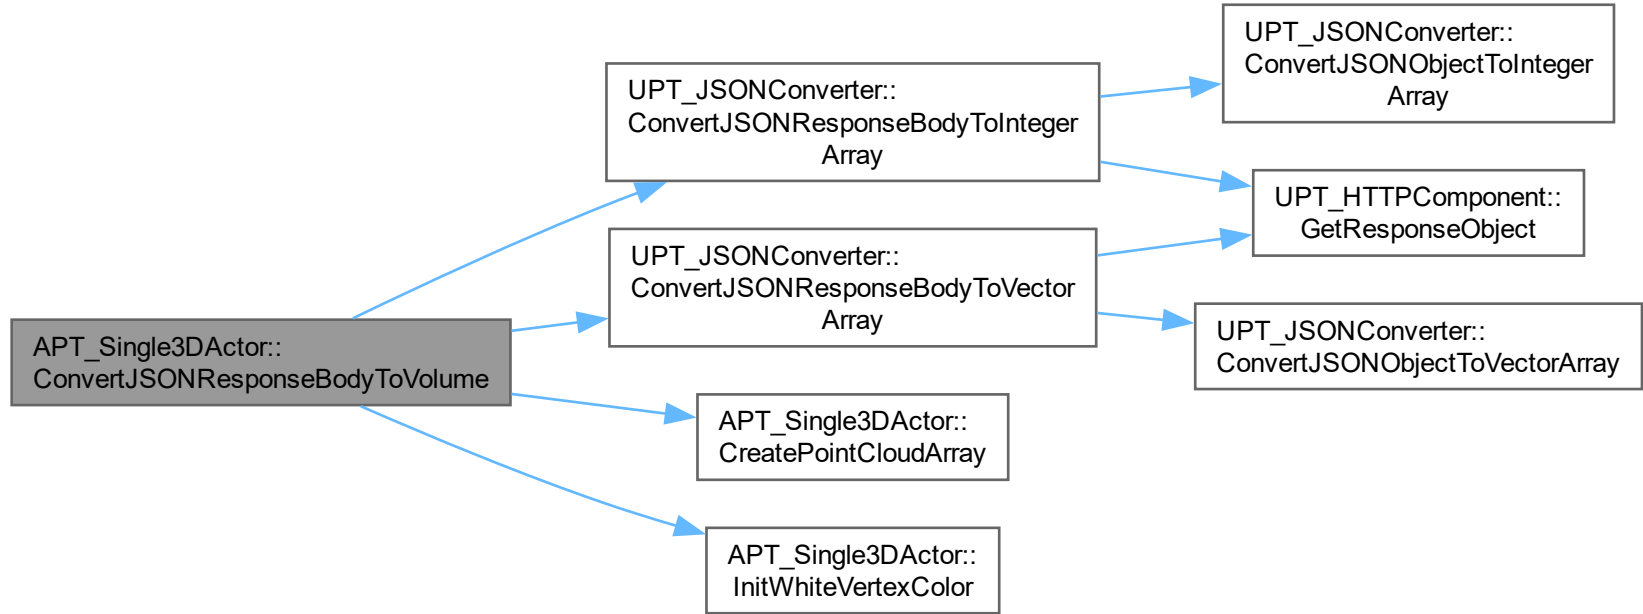 UPT_JSONConverter::
ConvertJSONObjectToInteger
Array
UPT_JSONConverter::
ConvertJSONResponseBodyToInteger
Array
UPT_HTTPComponent::
GetResponseObject
UPT_JSONConverter::
ConvertJSONResponseBodyToVector
Array
UPT_JSONConverter::
ConvertJSONObjectToVectorArray
APT_Single3DActor::
ConvertJSONResponseBodyToVolume
APT_Single3DActor::
CreatePointCloudArray
APT_Single3DActor::
InitWhiteVertexColor